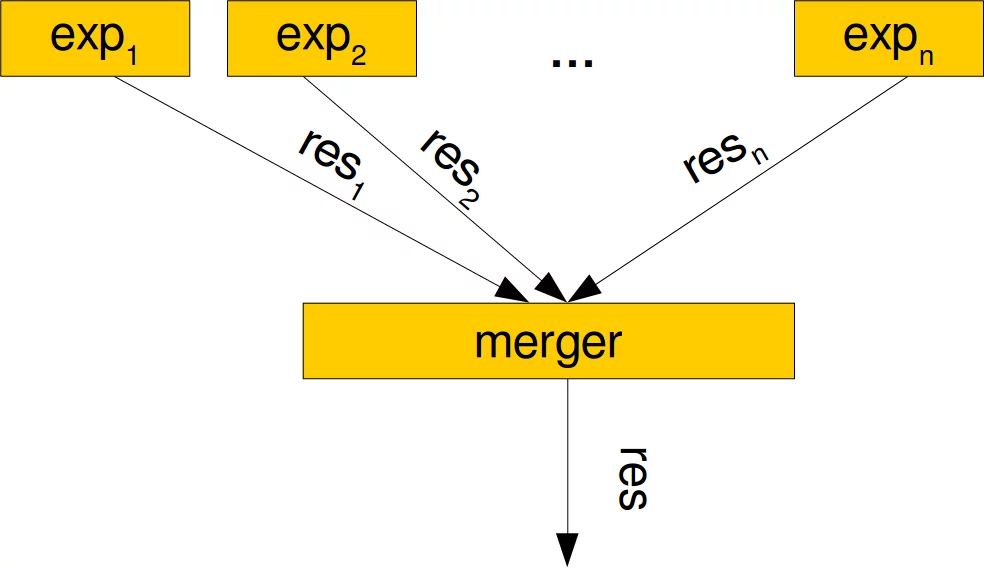 exp₁ exp₂ ... expₙ
res₁ res₂ resₙ
merger
res